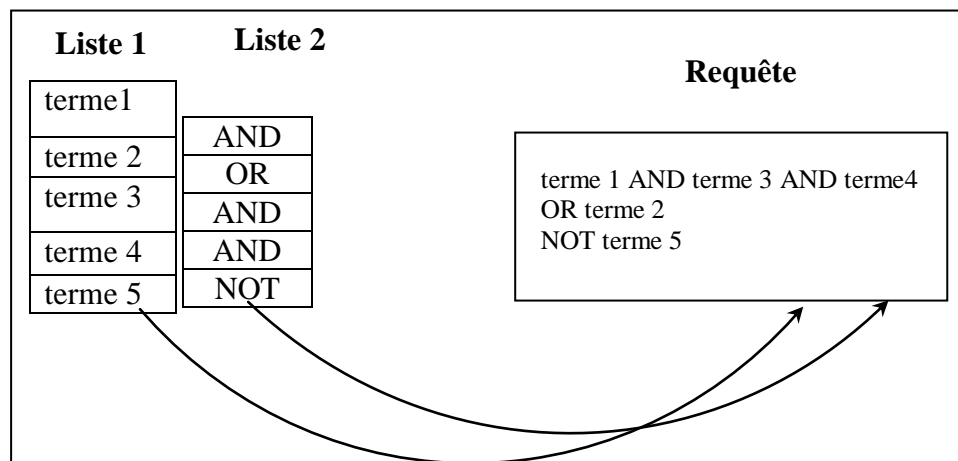 Liste 1
Liste 2
Requête
terme1
terme 2
terme 3
terme 4
terme 5
AND
OR
AND
AND
NOT
terme 1 AND terme 3 AND terme4
OR terme 2
NOT terme 5